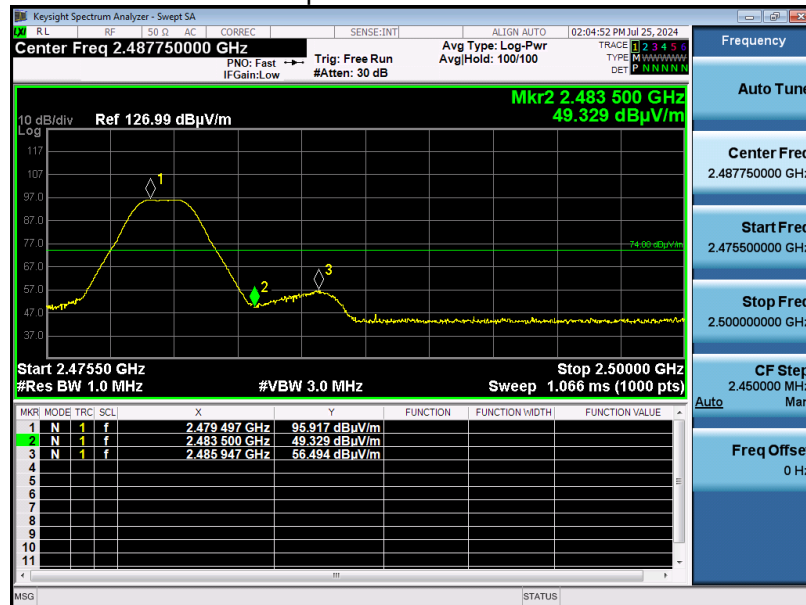 Keysight Spectrum Analyzer - Swept SA
LXI RL RF 50 Ω AC CORREC SENSE:INT ALIGN AUTO 02:04:52 PM Jul 25, 2024
Center Freq 2.487750000 GHz
PNO: Fast
IFGain:Low
Trig: Free Run
#Atten: 30 dB
Avg Type: Log-Pwr
Avg|Hold: 100/100
TRACE 1 2 3 4 5 6
TYPE M WWWWW
DET P N N N N N
Mkr2 2.483 500 GHz
49.329 dBµV/m
10 dB/div Ref 126.99 dBµV/m
Log
117
107
97.0
87.0
77.0
67.0
57.0
47.0
37.0
1
2
3
74.00 dBµV/m
Start 2.47550 GHz Stop 2.50000 GHz
#Res BW 1.0 MHz #VBW 3.0 MHz Sweep 1.066 ms (1000 pts)
MKR MODE TRC SCL X Y FUNCTION FUNCTION WIDTH FUNCTION VALUE
1 N 1 f 2.479 497 GHz 95.917 dBµV/m
2 N 1 f 2.483 500 GHz 49.329 dBµV/m
3 N 1 f 2.485 947 GHz 56.494 dBµV/m
4
5
6
7
8
9
10
11
MSG STATUS
Frequency
Auto Tune
Center Freq
2.487750000 GHz
Start Freq
2.475500000 GHz
Stop Freq
2.500000000 GHz
CF Step
2.450000 MHz
Auto Man
Freq Offset
0 Hz